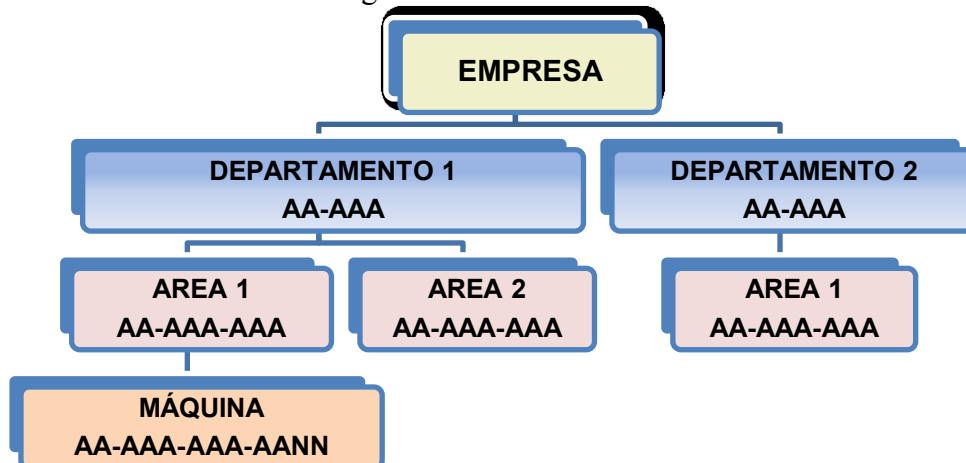 EMPRESA
DEPARTAMENTO 1
AA-AAA
DEPARTAMENTO 2
AA-AAA
AREA 1
AA-AAA-AAA
AREA 2
AA-AAA-AAA
AREA 1
AA-AAA-AAA
MÁQUINA
AA-AAA-AAA-AANN